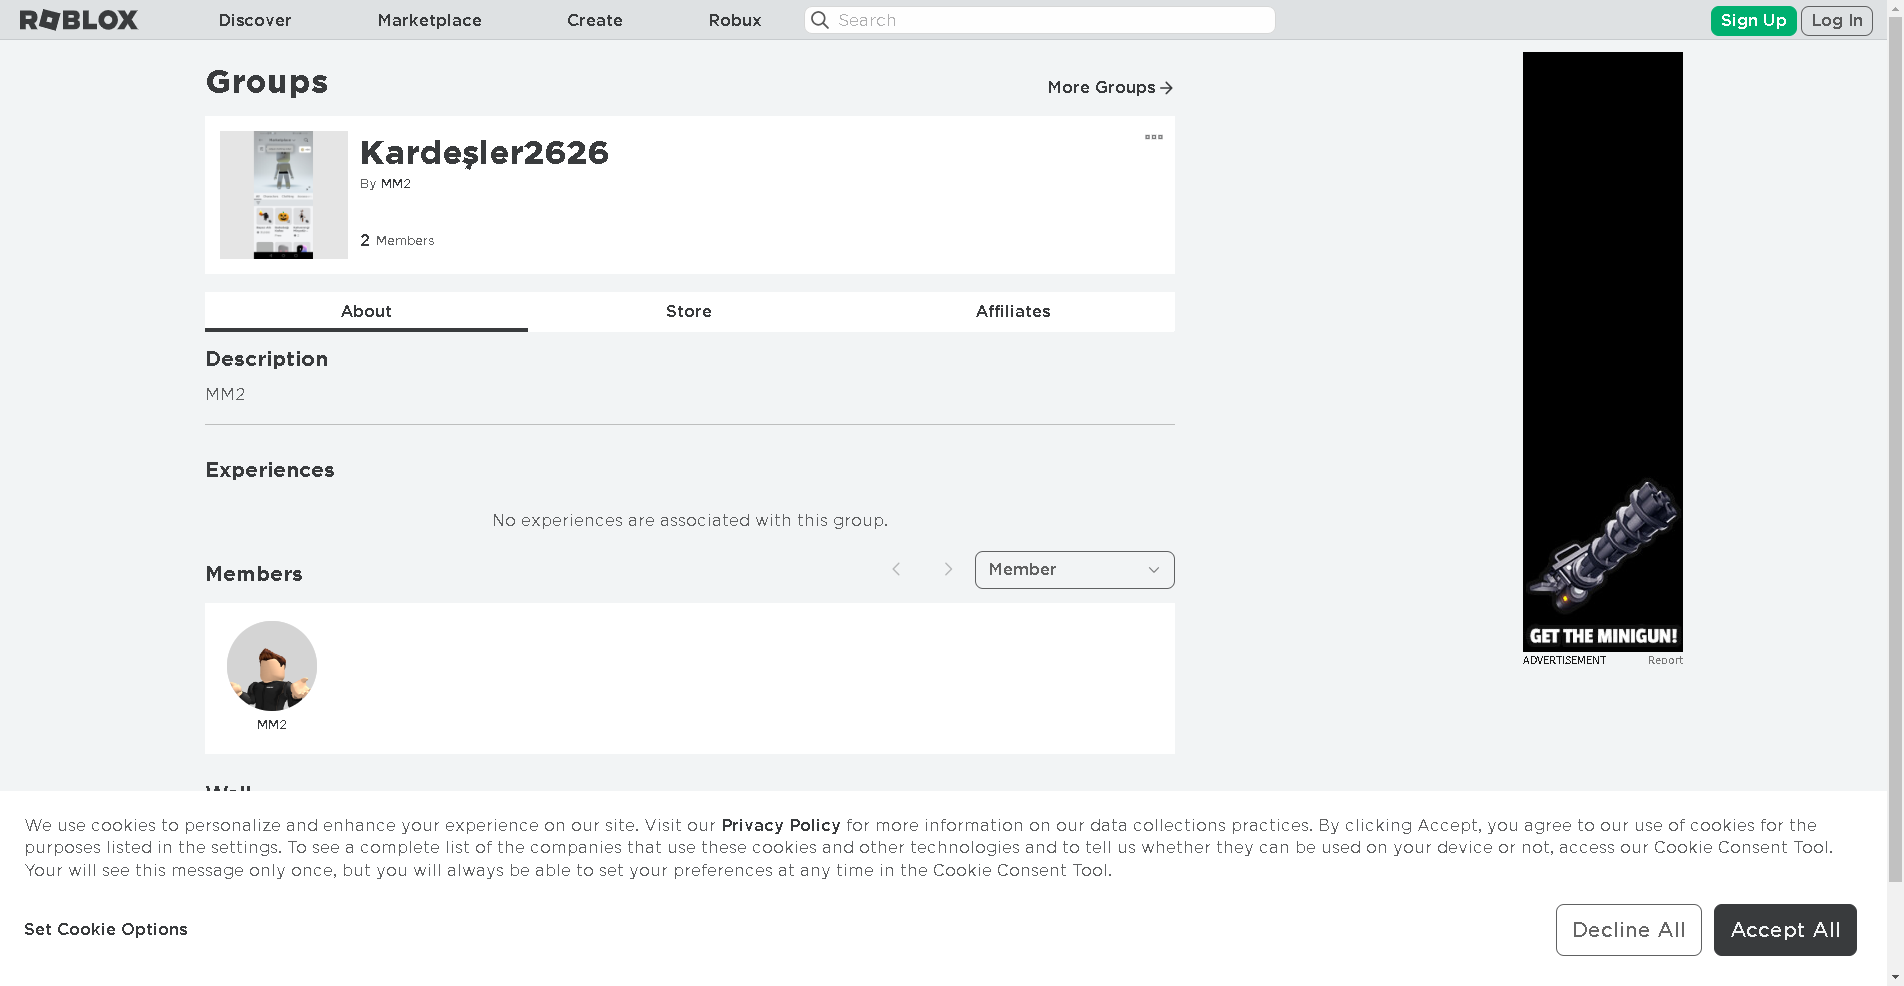 ROBLOX Discover Marketplace Create Robux Search Sign Up Log In
Groups
More Groups
Kardeşler2626
By MM2
2 Members
About Store Affiliates
Description
MM2
Experiences
No experiences are associated with this group.
Members
Member
MM2
GET THE MINIGUN!
ADVERTISEMENT Report
Wall
We use cookies to personalize and enhance your experience on our site. Visit our Privacy Policy for more information on our data collections practices. By clicking Accept, you agree to our use of cookies for the
purposes listed in the settings. To see a complete list of the companies that use these cookies and other technologies and to tell us whether they can be used on your device or not, access our Cookie Consent Tool.
Your will see this message only once, but you will always be able to set your preferences at any time in the Cookie Consent Tool.
Set Cookie Options
Decline All Accept All